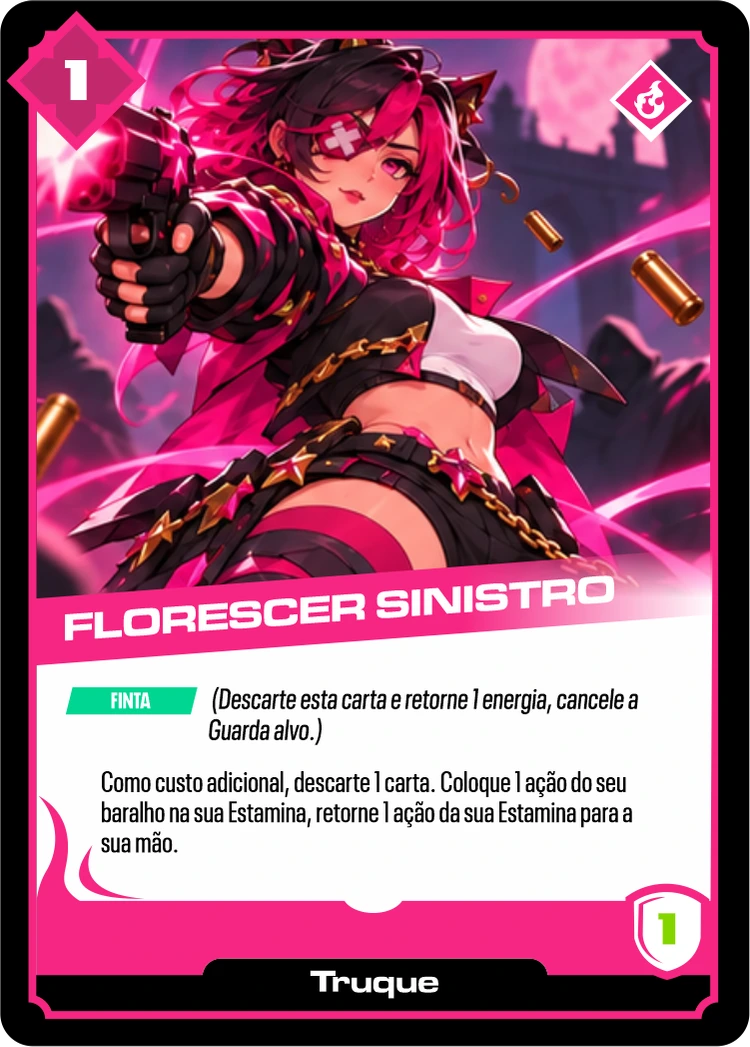 1
FLORESCER SINISTRO
FINTA (Descarte esta carta e retorne 1 energia, cancele a
Guarda alvo.)
Como custo adicional, descarte 1 carta. Coloque 1 ação do seu
baralho na sua Estamina, retorne 1 ação da sua Estamina para a
sua mão.
1
Truque